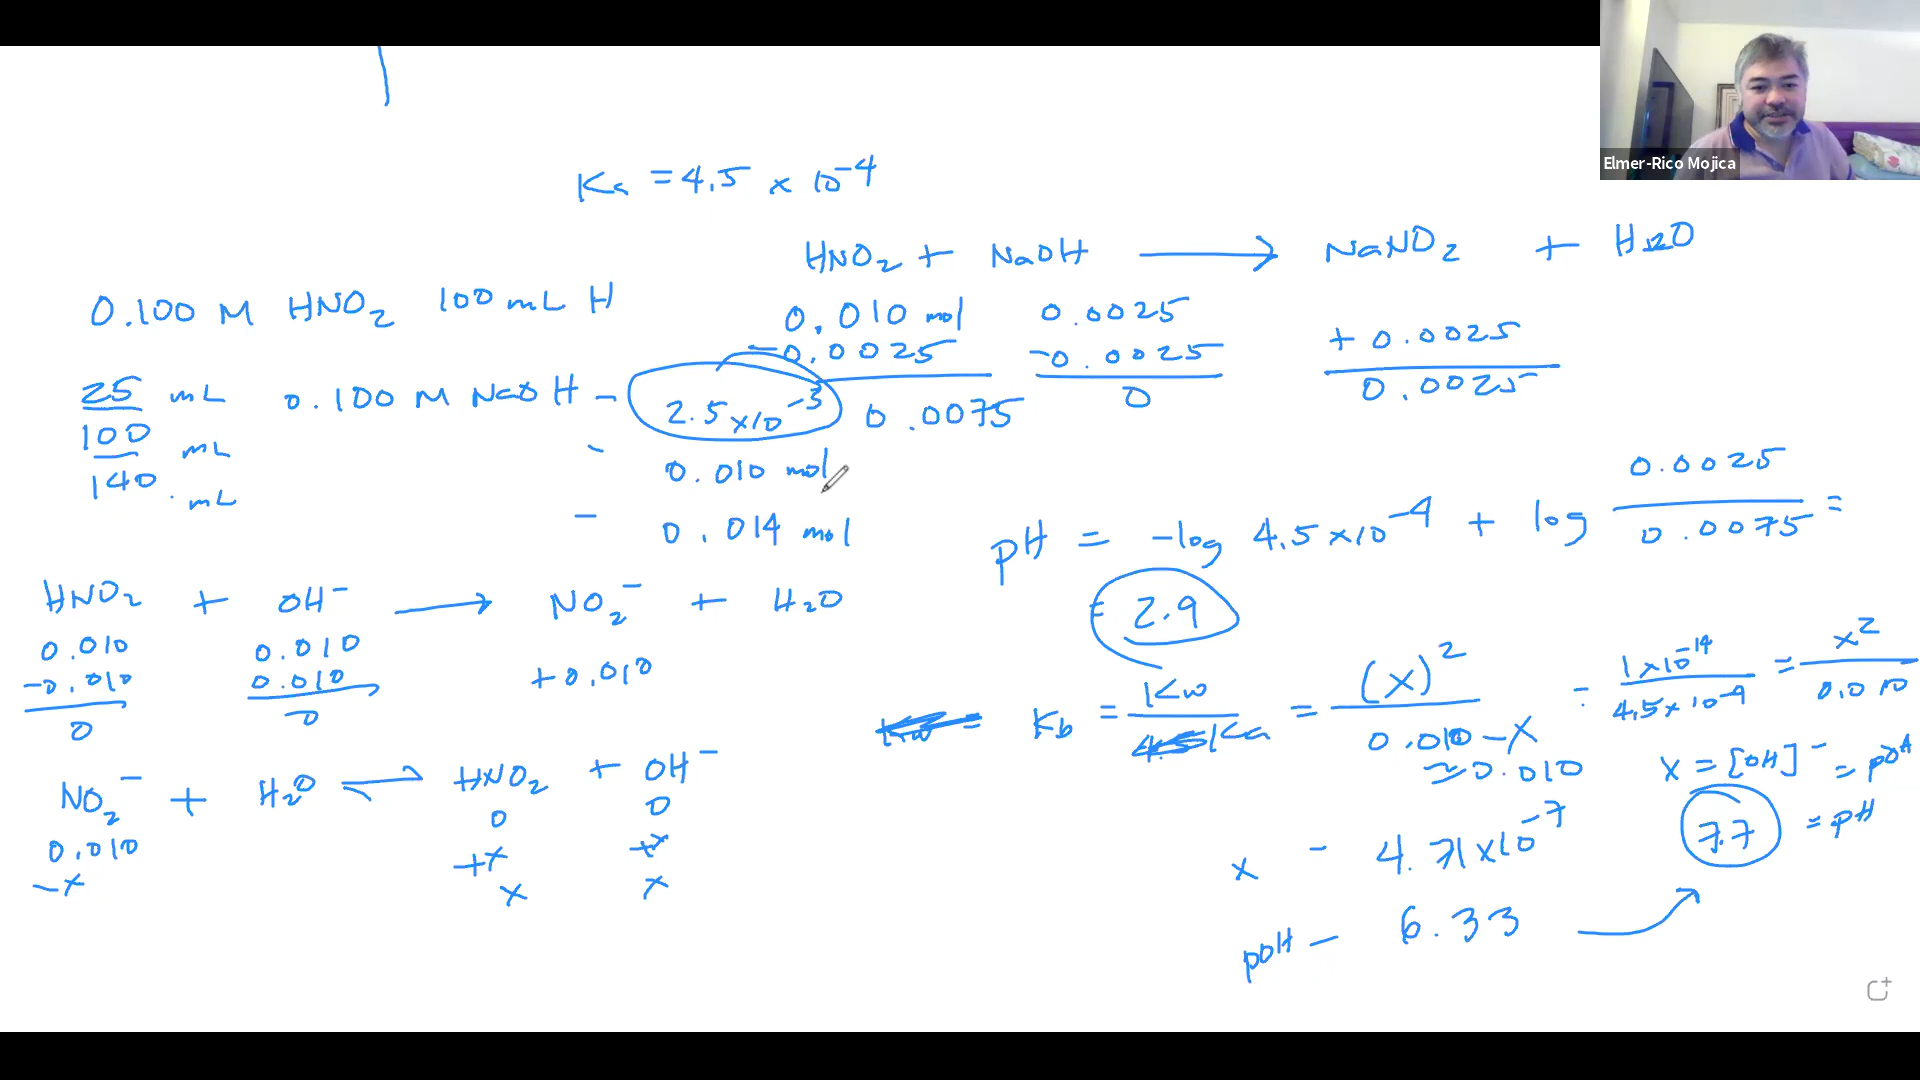 Elmer-Rico Mojica
Ka = 4.5 x 10^-4
HNO2 + NaOH → NaNO2 + H2O
0.100 M HNO2 100 mL H
0.010 mol 0.0025
-0.0025 -0.0025 +0.0025
0.0075 0 0.0025
25 mL 0.100 M NaOH - 2.5x10^-3
100 mL - 0.010 mol
140 mL - 0.014 mol
pH = -log 4.5x10^-4 + log 0.0025 / 0.0075 =
= 2.9
HNO2 + OH^- → NO2^- + H2O
0.010 0.010
-0.010 0.010 +0.010
0 0
Kb = Kw / Ka = (x)^2 / 0.010 - x = 1x10^-14 / 4.5x10^-4 = x^2 / 0.010
≈0.010
NO2^- + H2O ⇌ HNO2 + OH^-
0.010 0 0
-x +x +x
x x
x = [OH]^- = pOH
7.7 = pH
x - 4.71x10^-7
pOH - 6.33